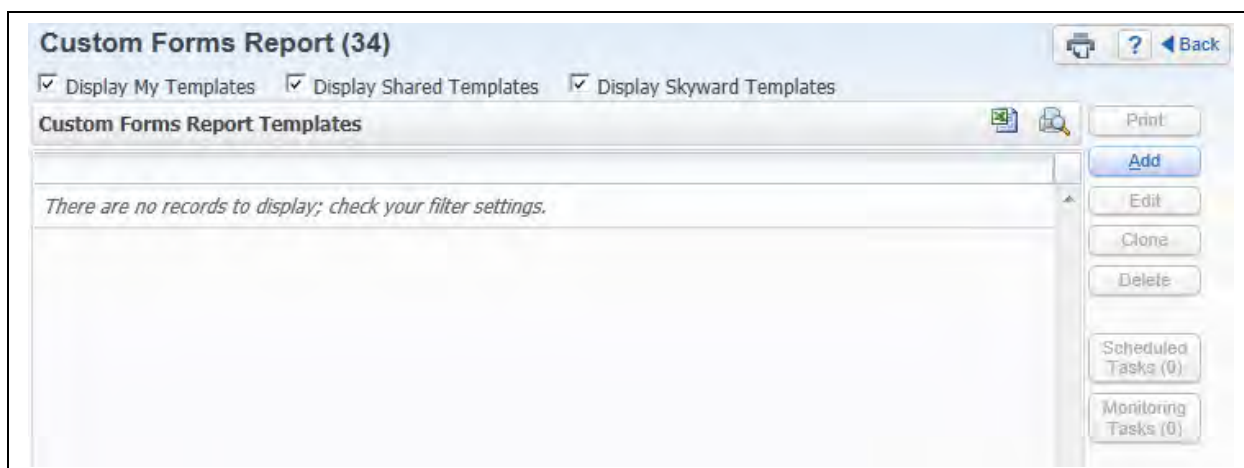 Custom Forms Report (34)
? Back
Display My Templates Display Shared Templates Display Skyward Templates
Custom Forms Report Templates
Print
Add
There are no records to display; check your filter settings.
Edit
Clone
Delete
Scheduled
Tasks (0)
Monitoring
Tasks (0)